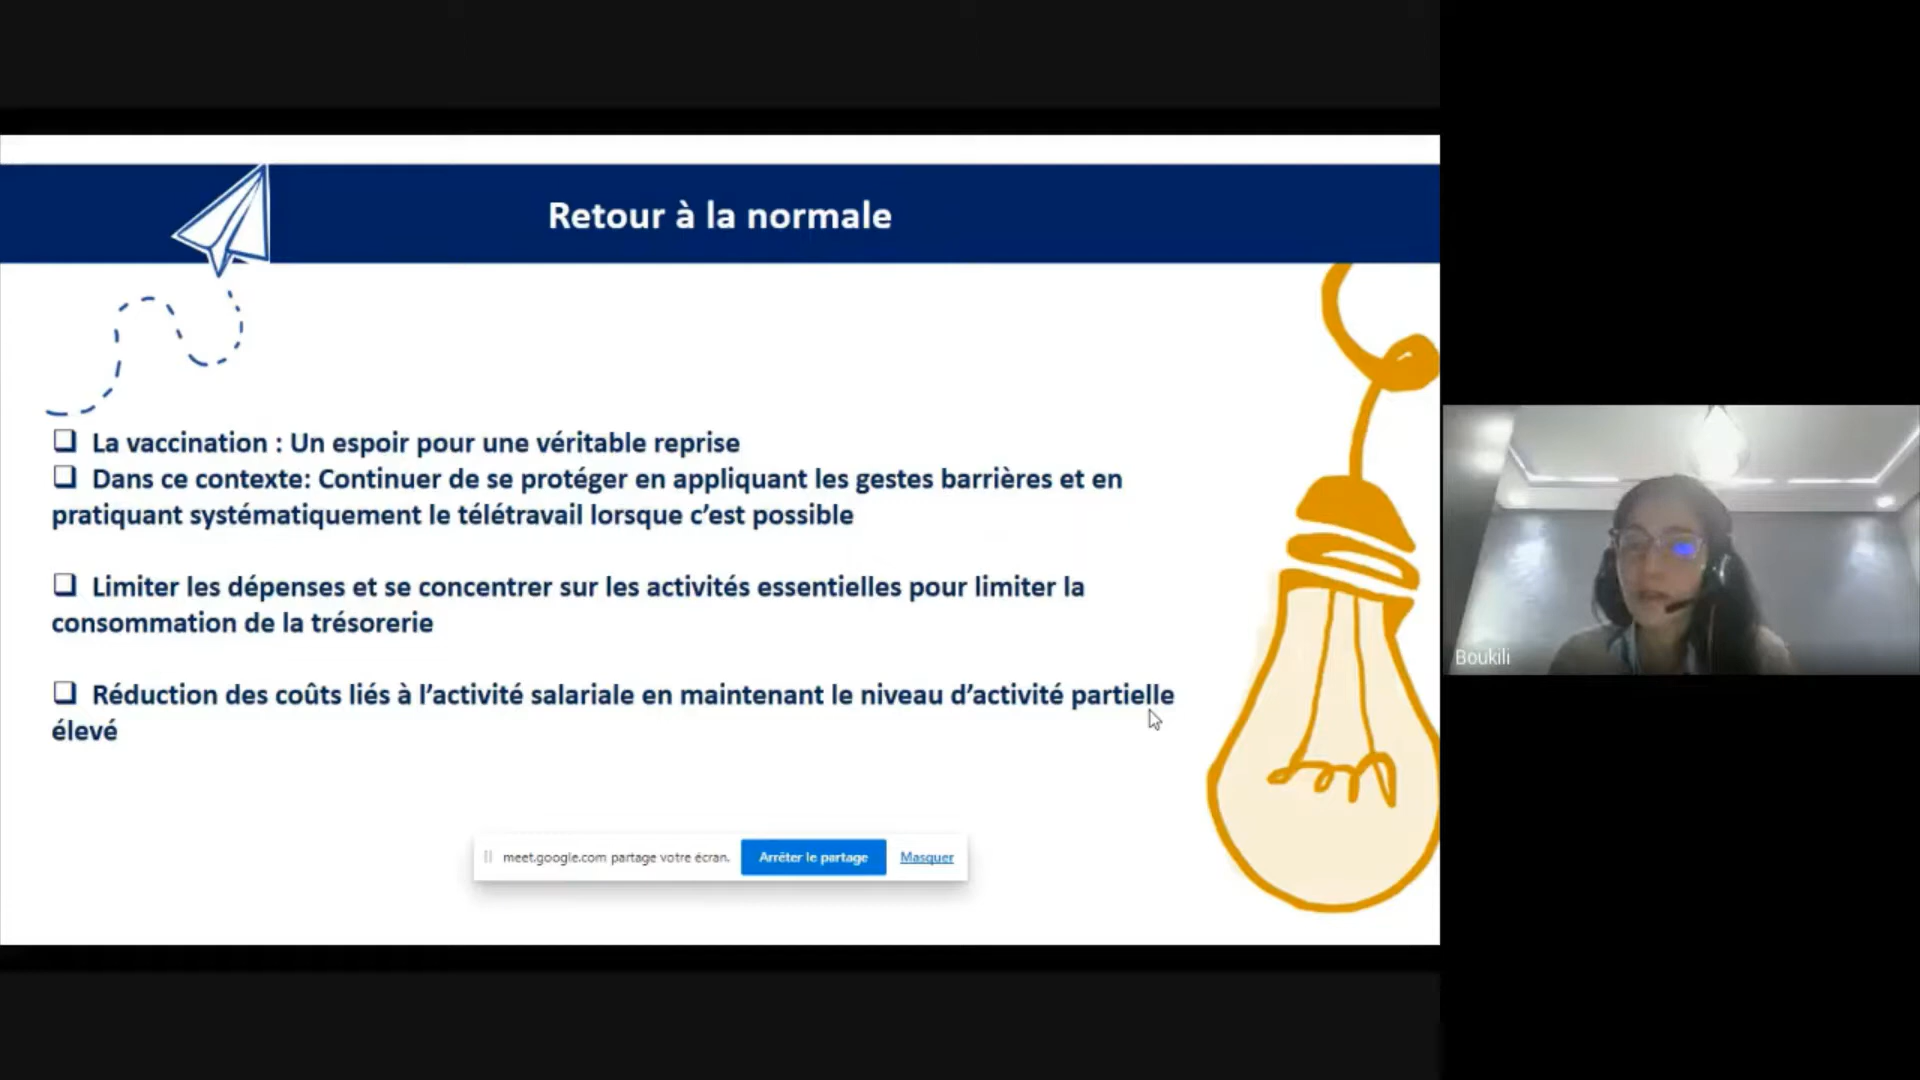 Retour à la normale
❑ La vaccination : Un espoir pour une véritable reprise
❑ Dans ce contexte: Continuer de se protéger en appliquant les gestes barrières et en
pratiquant systématiquement le télétravail lorsque c’est possible
❑ Limiter les dépenses et se concentrer sur les activités essentielles pour limiter la
consommation de la trésorerie
❑ Réduction des coûts liés à l’activité salariale en maintenant le niveau d’activité partielle
élevé
meet.google.com partage votre écran. Arrêter le partage Masquer
Boukili